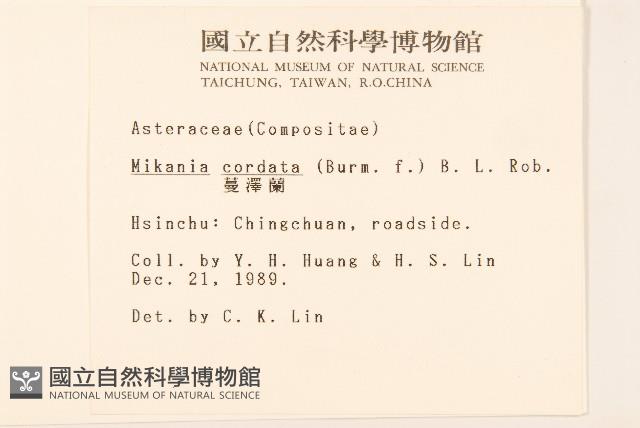 國立自然科學博物館
NATIONAL MUSEUM OF NATURAL SCIENCE
TAICHUNG, TAIWAN, R.O.CHINA
Asteraceae(Compositae)
Mikania cordata (Burm. f.) B. L. Rob.
蔓澤蘭
Hsinchu: Chingchuan, roadside.
Coll. by Y. H. Huang & H. S. Lin
Dec. 21, 1989.
Det. by C. K. Lin
國立自然科學博物館
NATIONAL MUSEUM OF NATURAL SCIENCE